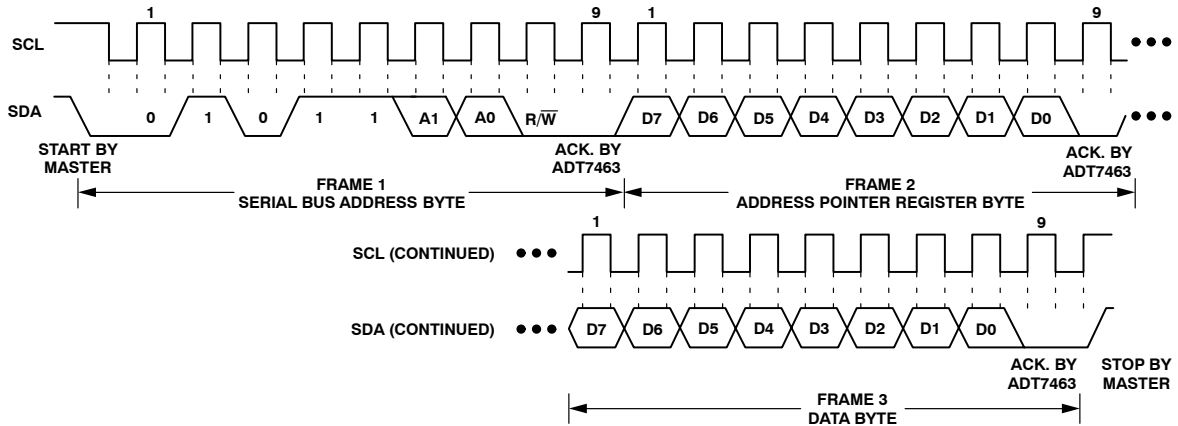 1 9 1 9
SCL
SDA 0 1 0 1 1 A1 A0 R/W̅ D7 D6 D5 D4 D3 D2 D1 D0
START BY
MASTER
ACK. BY
ADT7463
ACK. BY
ADT7463
FRAME 1
SERIAL BUS ADDRESS BYTE
FRAME 2
ADDRESS POINTER REGISTER BYTE
1 9
SCL (CONTINUED)
SDA (CONTINUED) D7 D6 D5 D4 D3 D2 D1 D0
ACK. BY
ADT7463
STOP BY
MASTER
FRAME 3
DATA BYTE